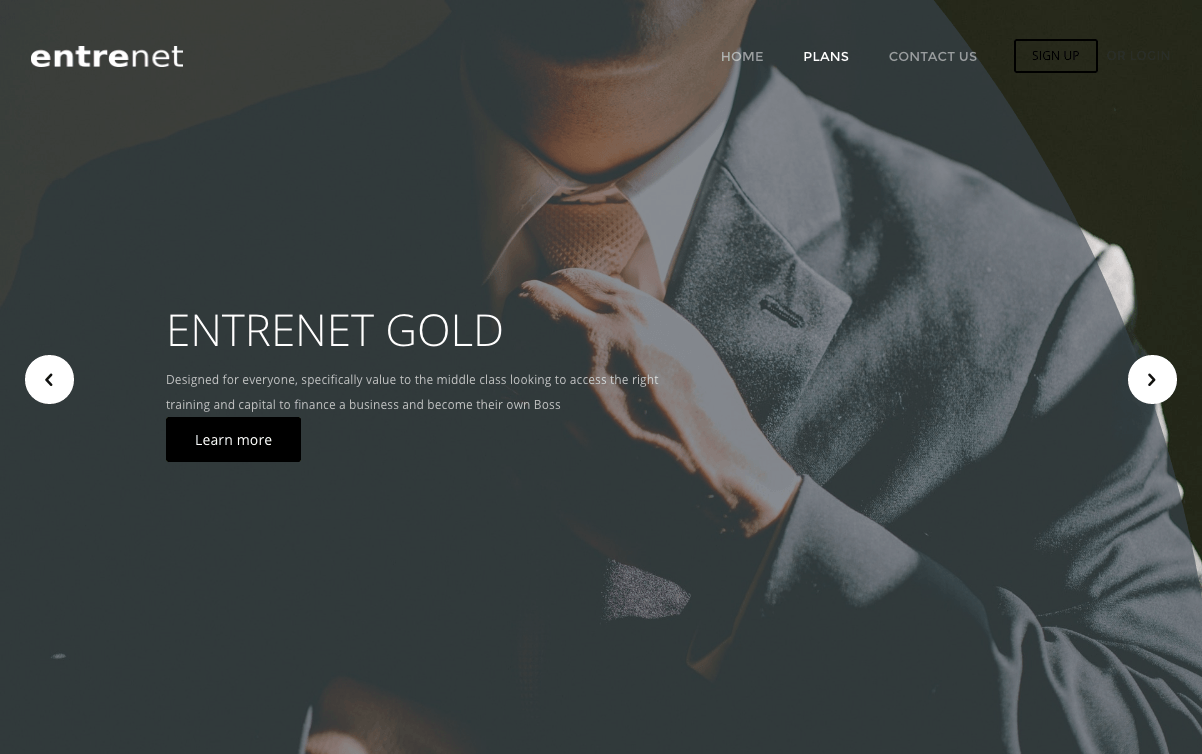 entrenet
HOME PLANS CONTACT US SIGN UP OR LOGIN
ENTRENET GOLD
Designed for everyone, specifically value to the middle class looking to access the right
training and capital to finance a business and become their own Boss
Learn more